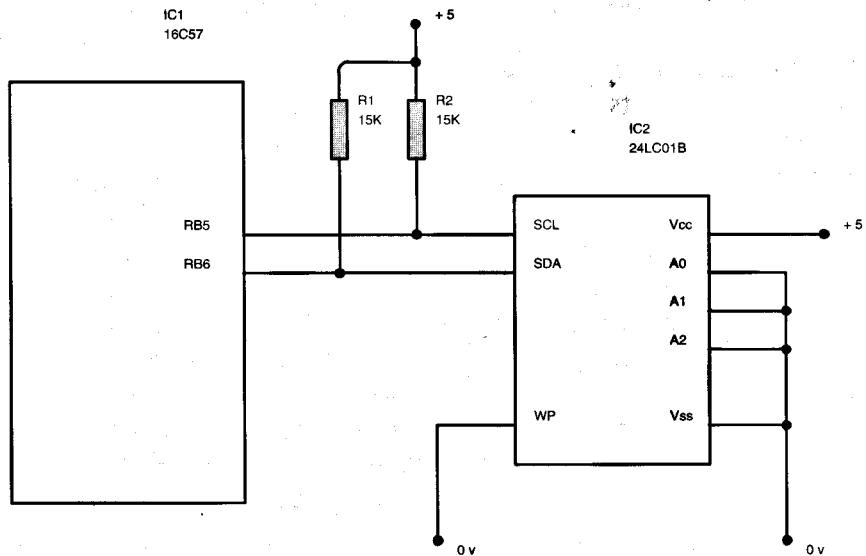 IC1
16C57
+ 5
R1
15K
R2
15K
IC2
24LC01B
RB5
SCL
Vcc
+ 5
RB6
SDA
A0
A1
A2
WP
Vss
0 v
0 v